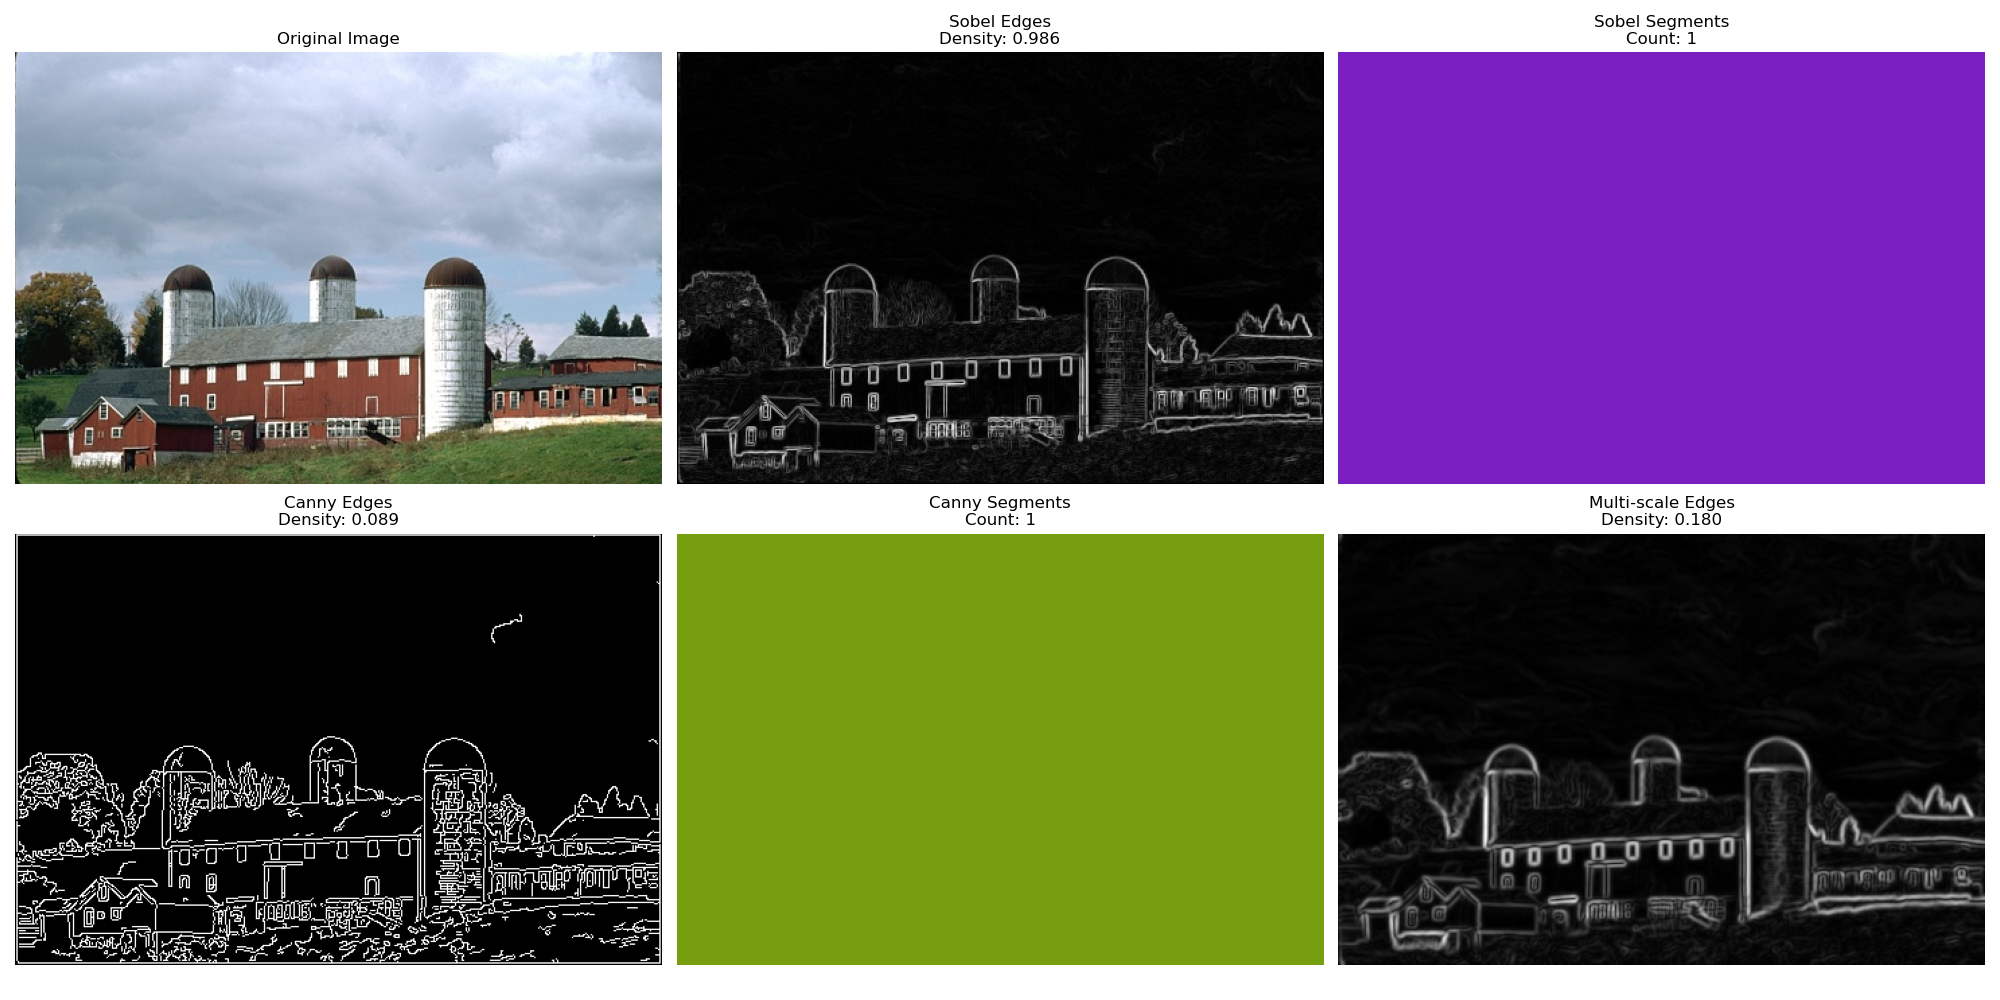 Original Image
Sobel Edges
Density: 0.986
Sobel Segments
Count: 1
Canny Edges
Density: 0.089
Canny Segments
Count: 1
Multi-scale Edges
Density: 0.180